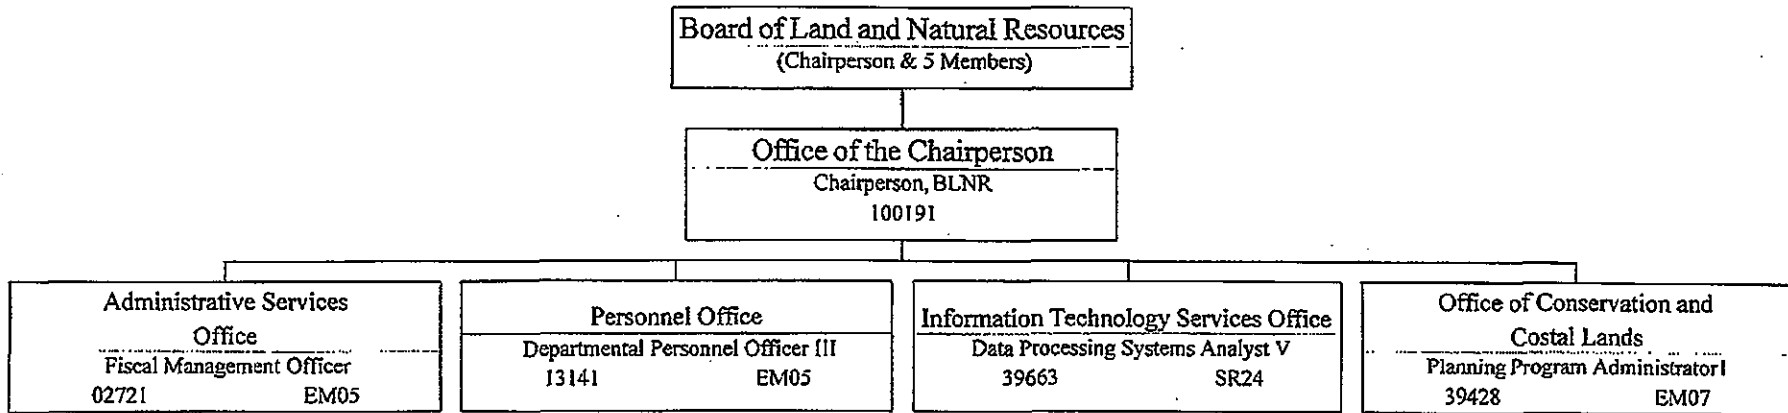 Board of Land and Natural Resources
(Chairperson & 5 Members)
Office of the Chairperson
Chairperson, BLNR
100191
Administrative Services
Office
Fiscal Management Officer
02721 EM05
Personnel Office
Departmental Personnel Officer III
13141 EM05
Information Technology Services Office
Data Processing Systems Analyst V
39663 SR24
Office of Conservation and
Costal Lands
Planning Program Administrator I
39428 EM07